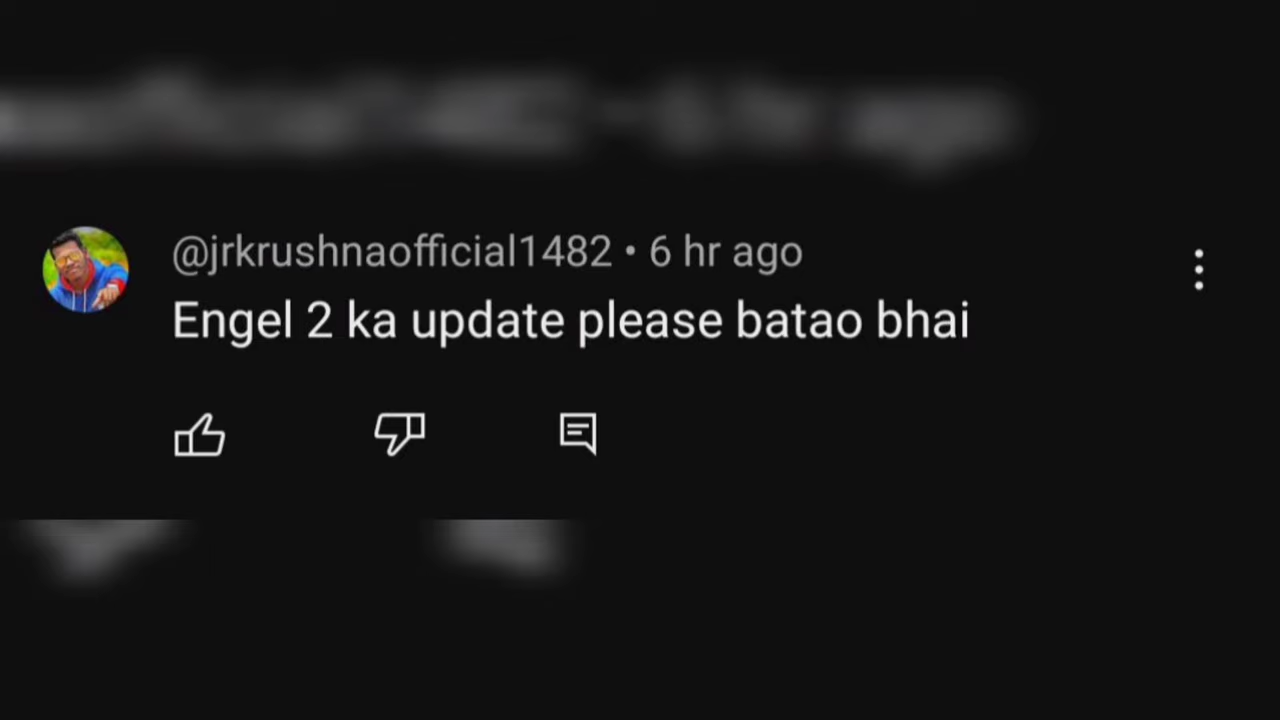 @jrkrushnaofficial1482 • 6 hr ago
Engel 2 ka update please batao bhai